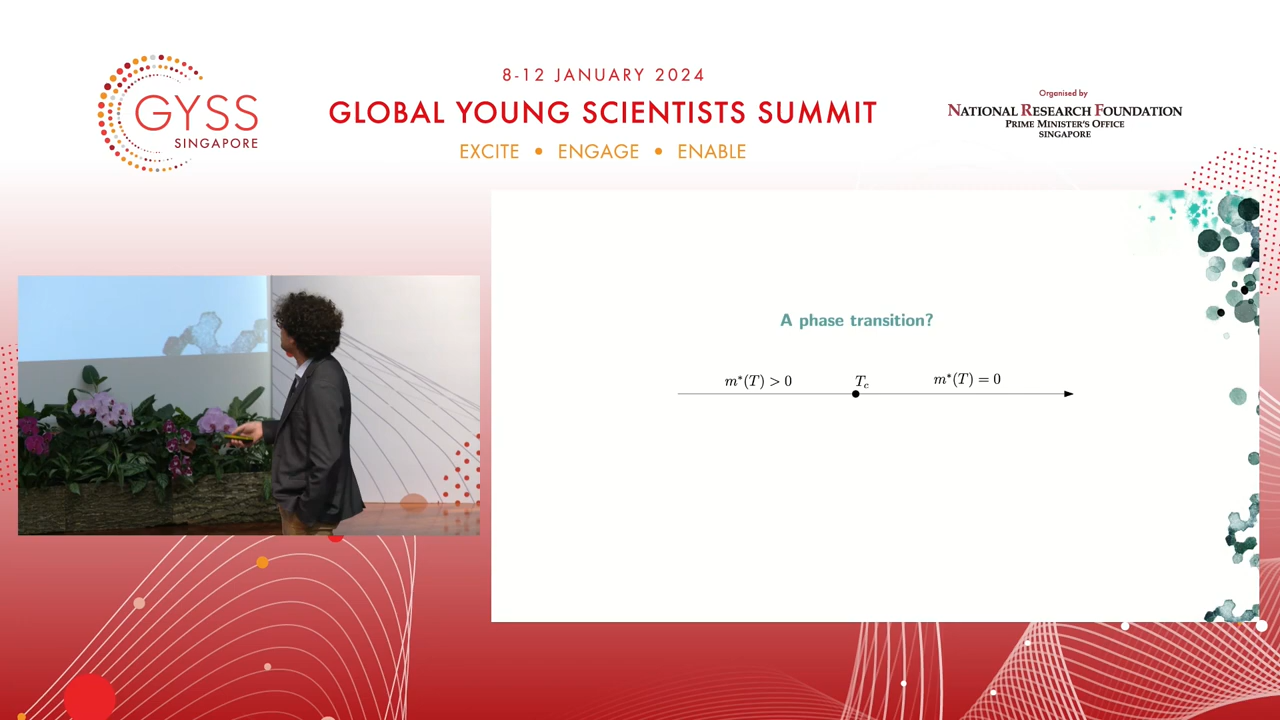 GYSS
SINGAPORE
8-12 JANUARY 2024
GLOBAL YOUNG SCIENTISTS SUMMIT
EXCITE • ENGAGE • ENABLE
Organised by
NATIONAL RESEARCH FOUNDATION
PRIME MINISTER'S OFFICE
SINGAPORE
A phase transition?
m*(T) > 0 T_c m*(T) = 0